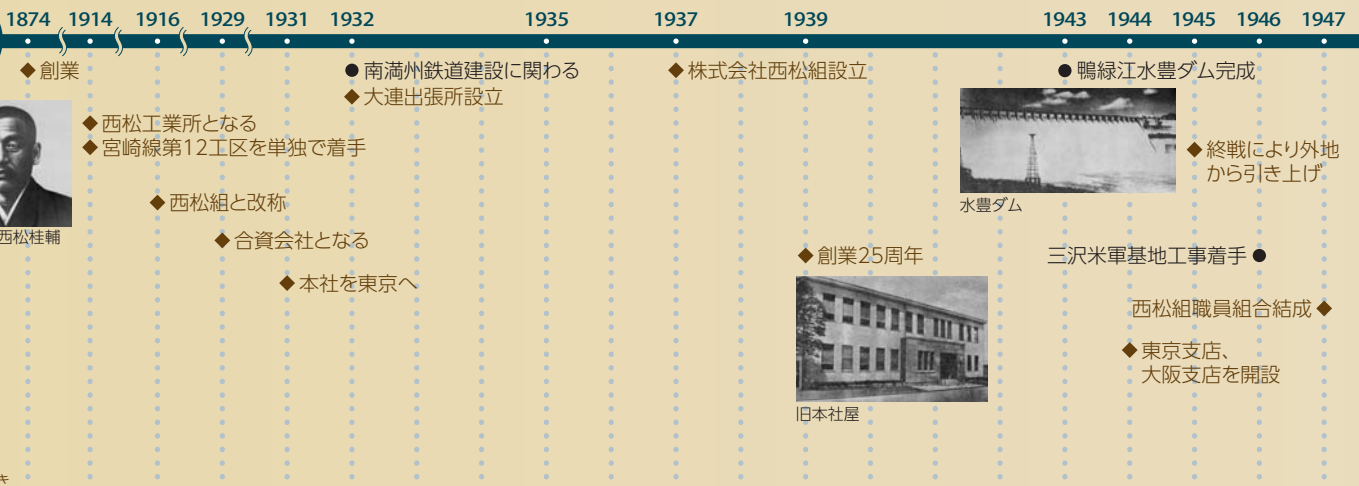 1874 1914 1916 1929 1931 1932 1935 1937 1939 1943 1944 1945 1946 1947
◆創業
●南満州鉄道建設に関わる
◆大連出張所設立
◆株式会社西松組設立
●鴨緑江水豊ダム完成
◆西松工業所となる
◆宮崎線第12工区を単独で着手
◆終戦により外地
から引き上げ
◆西松組と改称
水豊ダム
西松桂輔
◆合資会社となる
◆創業25周年
三沢米軍基地工事着手●
◆本社を東京へ
西松組職員組合結成◆
◆東京支店、
大阪支店を開設
旧本社屋
キ